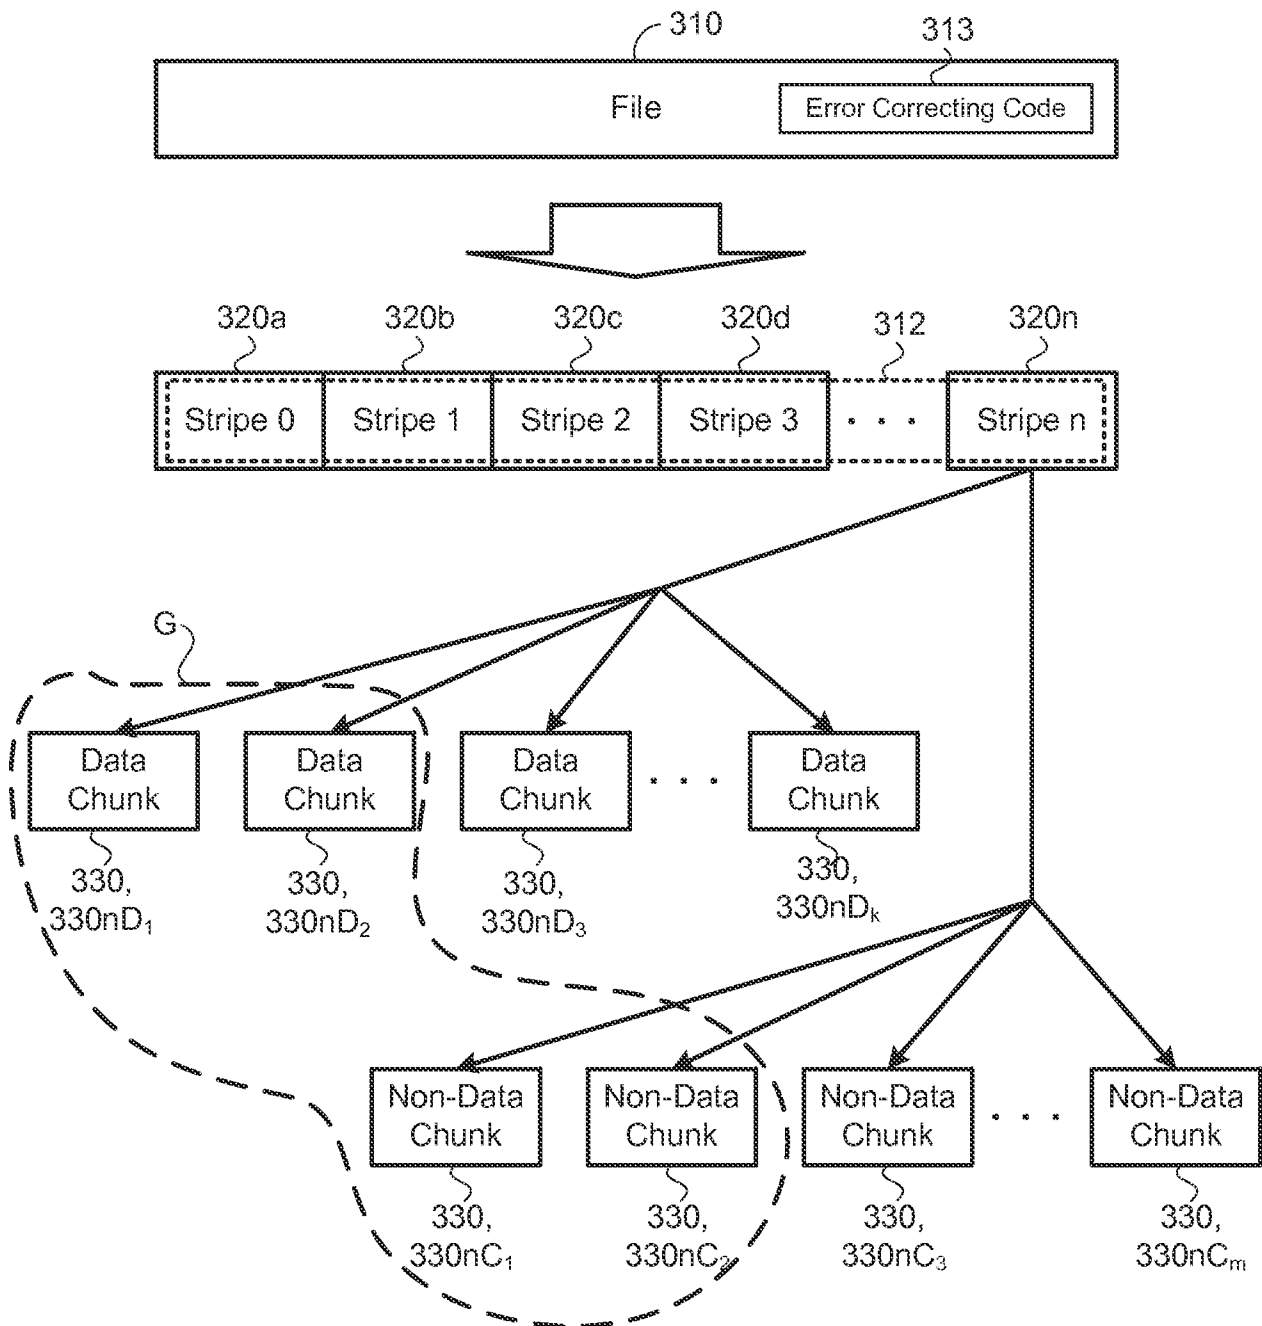 310
313
File
Error Correcting Code
320a 320b 320c 320d 312 320n
Stripe 0 Stripe 1 Stripe 2 Stripe 3 . . . Stripe n
G
Data Data Data Data
Chunk Chunk Chunk . . . Chunk
330, 330, 330, 330,
330nD1 330nD2 330nD3 330nDk
Non-Data Non-Data Non-Data Non-Data
Chunk Chunk Chunk . . . Chunk
330, 330, 330, 330,
330nC1 330nC2 330nC3 330nCm